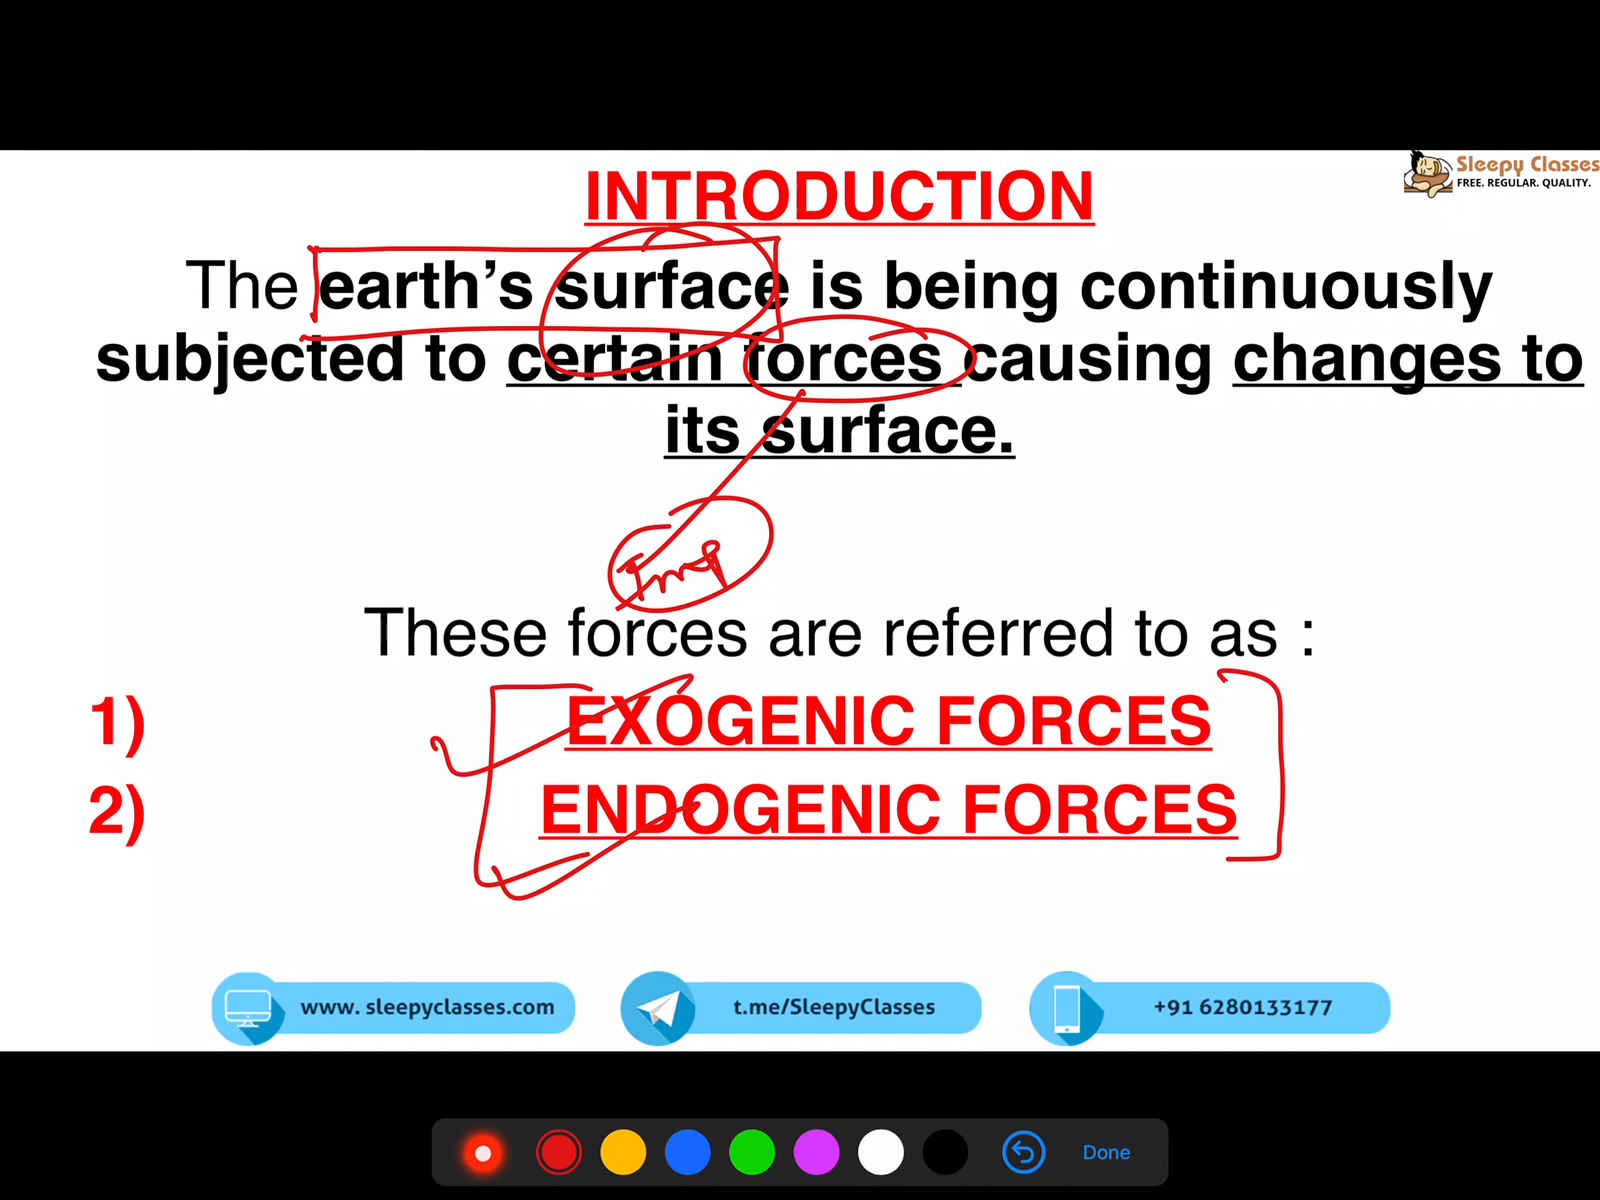 Sleepy Classes
FREE. REGULAR. QUALITY.
INTRODUCTION
The earth’s surface is being continuously
subjected to certain forces causing changes to
its surface.
Imp
These forces are referred to as :
1) EXOGENIC FORCES
2) ENDOGENIC FORCES
www. sleepyclasses.com
t.me/SleepyClasses
+91 6280133177
Done